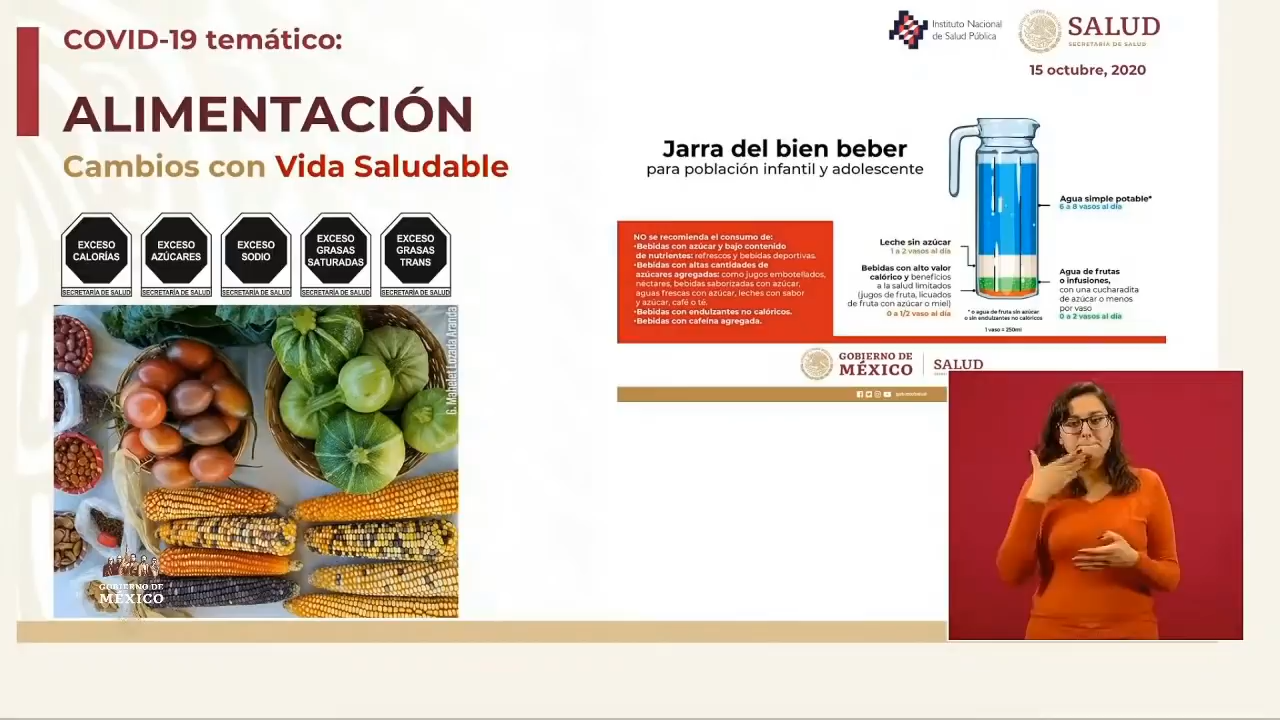 COVID-19 temático:
ALIMENTACIÓN
Cambios con Vida Saludable
EXCESO
CALORÍAS
SECRETARÍA DE SALUD
EXCESO
AZÚCARES
SECRETARÍA DE SALUD
EXCESO
SODIO
SECRETARÍA DE SALUD
EXCESO
GRASAS
SATURADAS
SECRETARÍA DE SALUD
EXCESO
GRASAS
TRANS
SECRETARÍA DE SALUD
GOBIERNO DE
MÉXICO
Instituto Nacional
de Salud Pública
SALUD
SECRETARÍA DE SALUD
15 octubre, 2020
Jarra del bien beber
para población infantil y adolescente
NO se recomienda el consumo de:
•Bebidas con azúcar y bajo contenido
de nutrientes: refrescos y bebidas deportivas.
•Bebidas con altas cantidades de
azúcares agregadas: como jugos embotellados,
néctares, bebidas saborizadas con azúcar,
aguas frescas con azúcar, leches con sabor
y azúcar, café o té.
•Bebidas con endulzantes no calóricos.
•Bebidas con cafeína agregada.
Leche sin azúcar
1 a 2 vasos al día
Bebidas con alto valor
calórico y beneficios
a la salud limitados
(jugos de fruta, licuados
de fruta con azúcar o miel)
0 a 1/2 vaso al día
Agua simple potable*
6 a 8 vasos al día
Agua de frutas
o infusiones,
con una cucharadita
de azúcar o menos
por vaso
0 a 2 vasos al día
* o agua de fruta sin azúcar
o sin endulzantes no calóricos
1 vaso = 250ml
GOBIERNO DE
MÉXICO
SALUD